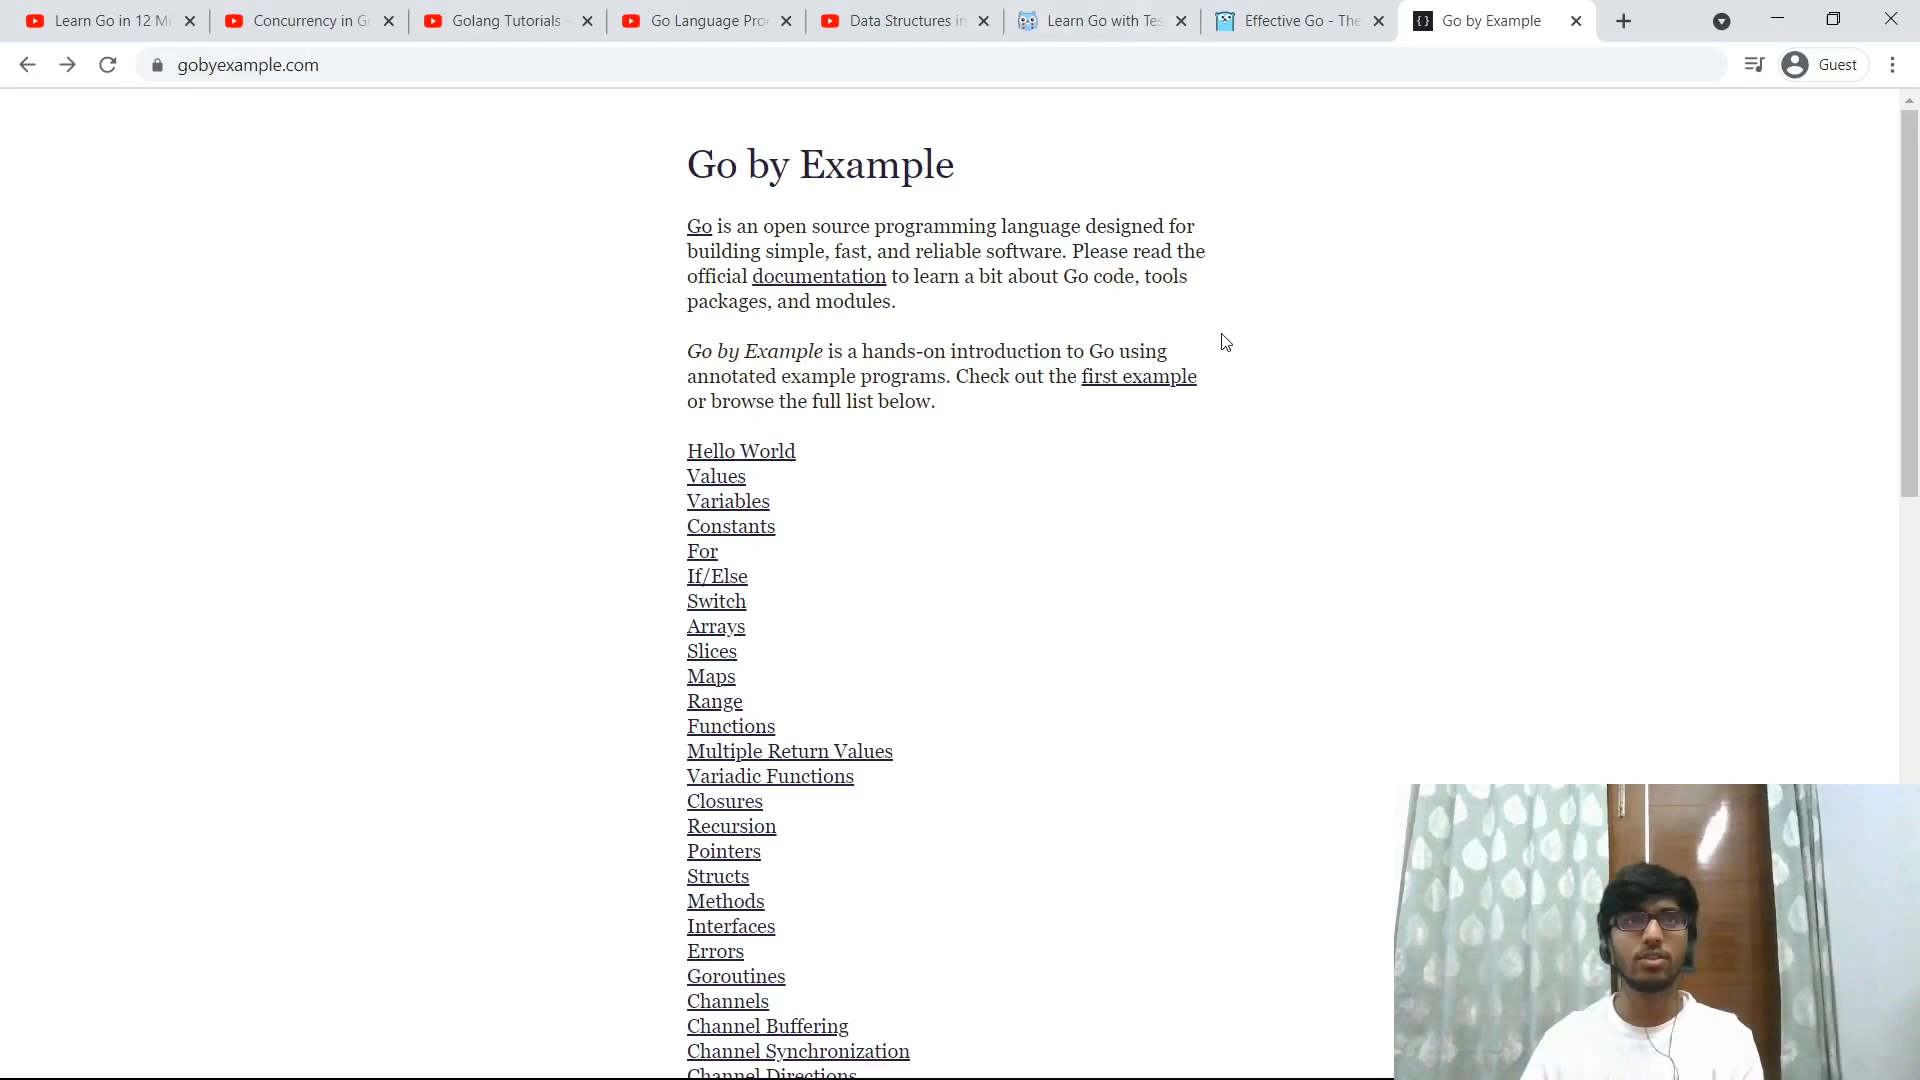 Learn Go in 12 Mi
Concurrency in Go
Golang Tutorials -
Go Language Pro
Data Structures in
Learn Go with Tes
Effective Go - The
Go by Example
gobyexample.com
Guest
Go by Example
Go is an open source programming language designed for
building simple, fast, and reliable software. Please read the
official documentation to learn a bit about Go code, tools
packages, and modules.
Go by Example is a hands-on introduction to Go using
annotated example programs. Check out the first example
or browse the full list below.
Hello World
Values
Variables
Constants
For
If/Else
Switch
Arrays
Slices
Maps
Range
Functions
Multiple Return Values
Variadic Functions
Closures
Recursion
Pointers
Structs
Methods
Interfaces
Errors
Goroutines
Channels
Channel Buffering
Channel Synchronization
Channel Directions